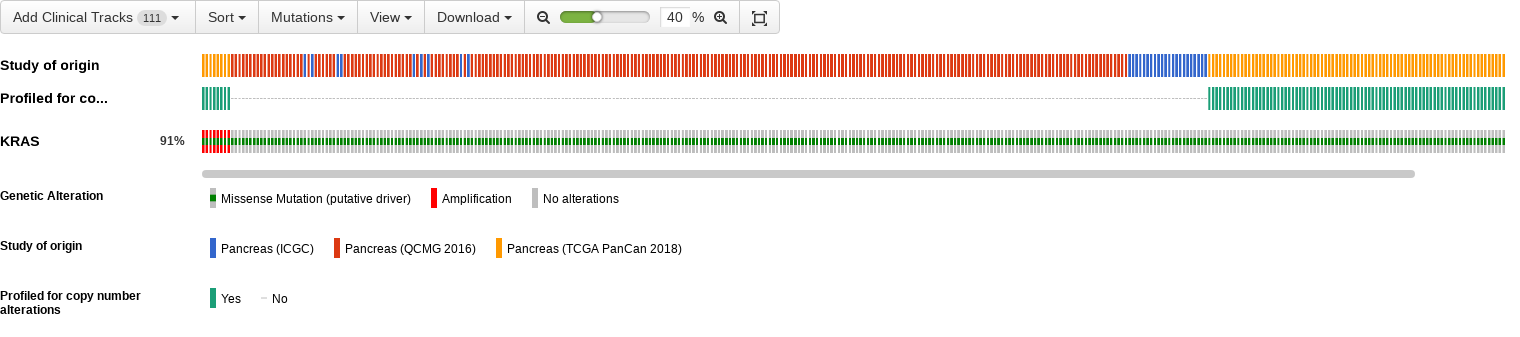 Add Clinical Tracks 111 Sort Mutations View Download 40 %
Study of origin
Profiled for co...
KRAS 91%
Genetic Alteration Missense Mutation (putative driver) Amplification No alterations
Study of origin Pancreas (ICGC) Pancreas (QCMG 2016) Pancreas (TCGA PanCan 2018)
Profiled for copy number
alterations
Yes No